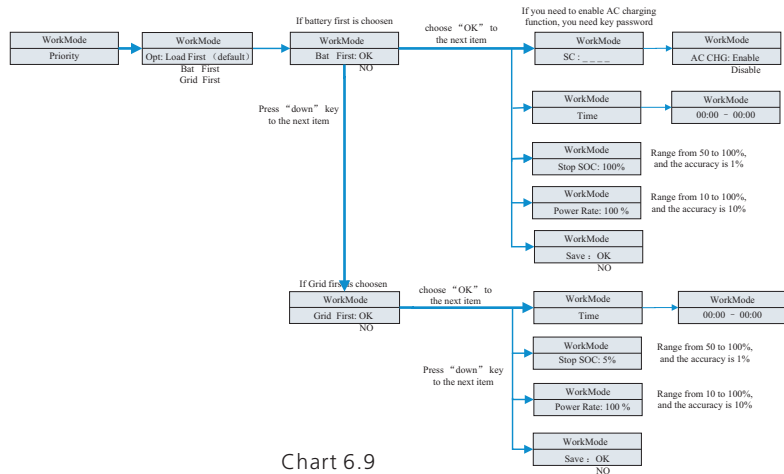 If battery first is choosen
choose “OK” to
the next item
If you need to enable AC charging
function, you need key password
WorkMode
Priority
WorkMode
Opt: Load First (default)
Bat First
Grid First
WorkMode
Bat First: OK
NO
WorkMode
SC : _ _ _ _
WorkMode
AC CHG: Enable
Disable
Press “down” key
to the next item
WorkMode
Time
WorkMode
00:00 - 00:00
WorkMode
Stop SOC: 100%
Range from 50 to 100%,
and the accuracy is 1%
WorkMode
Power Rate: 100 %
Range from 10 to 100%,
and the accuracy is 10%
WorkMode
Save : OK
NO
If Grid first is choosen
WorkMode
Grid First: OK
NO
choose “OK” to
the next item
WorkMode
Time
WorkMode
00:00 - 00:00
Press “down” key
to the next item
WorkMode
Stop SOC: 5%
Range from 50 to 100%,
and the accuracy is 1%
WorkMode
Power Rate: 100 %
Range from 10 to 100%,
and the accuracy is 10%
WorkMode
Save : OK
NO
Chart 6.9